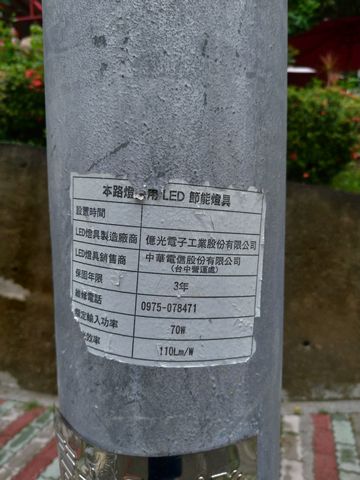 本路燈 用 LED 節能燈具
設置時間
LED燈具製造廠商 億光電子工業股份有限公司
LED燈具銷售商 中華電信股份有限公司
(台中營運處)
保固年限 3年
維修電話 0975-078471
定輸入功率 70W
效率 110Lm/W